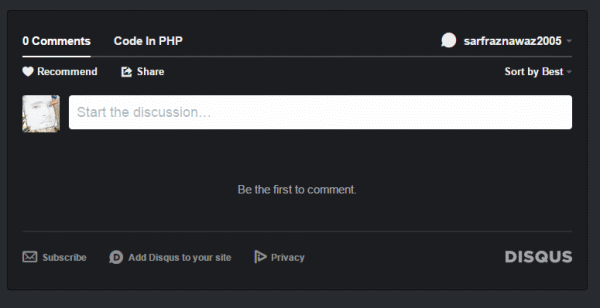 0 Comments Code In PHP sarfraznawaz2005
Recommend Share Sort by Best
Start the discussion…
Be the first to comment.
Subscribe Add Disqus to your site Privacy DISQUS